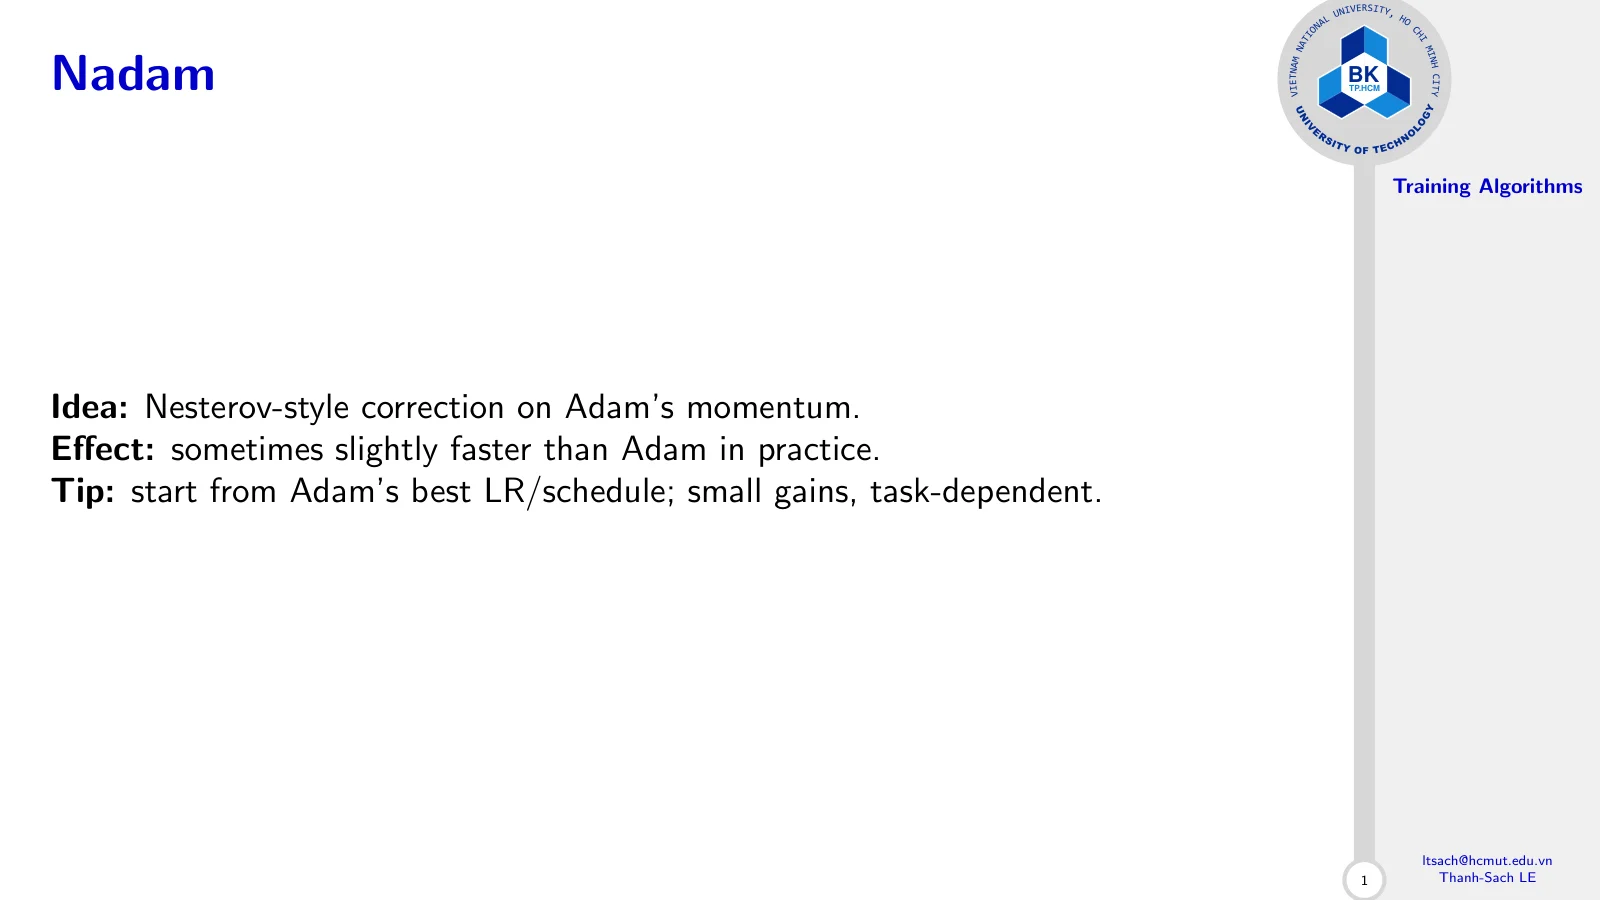 Nadam
Idea: Nesterov-style correction on Adam's momentum.
Effect: sometimes slightly faster than Adam in practice.
Tip: start from Adam's best LR/schedule; small gains, task-dependent.
VIETNAM NATIONAL UNIVERSITY, HO CHI MINH CITY
BK
TP.HCM
UNIVERSITY OF TECHNOLOGY
Training Algorithms
ltsach@hcmut.edu.vn
Thanh-Sach LE
1